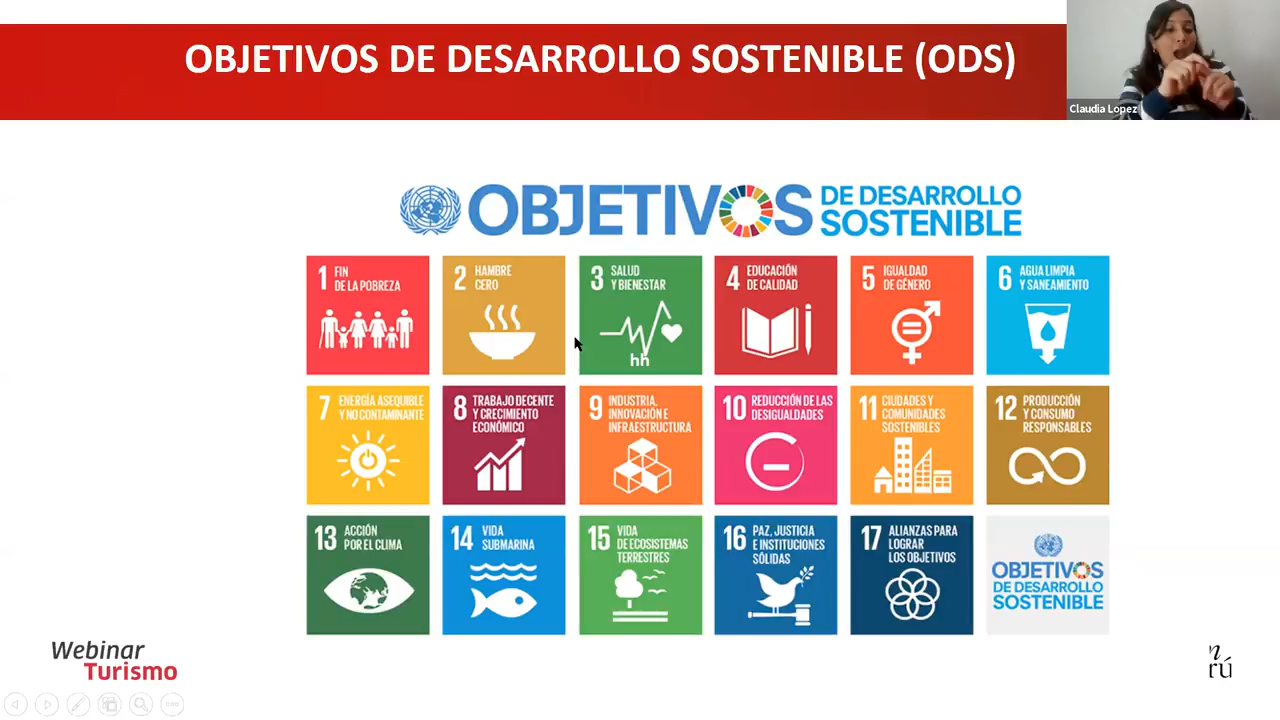 OBJETIVOS DE DESARROLLO SOSTENIBLE (ODS)
Claudia Lopez
OBJETIVOS
DE DESARROLLO
SOSTENIBLE
1 FIN
DE LA POBREZA
2 HAMBRE
CERO
3 SALUD
Y BIENESTAR
hh
4 EDUCACIÓN
DE CALIDAD
5 IGUALDAD
DE GÉNERO
6 AGUA LIMPIA
Y SANEAMIENTO
7 ENERGÍA ASEQUIBLE
Y NO CONTAMINANTE
8 TRABAJO DECENTE
Y CRECIMIENTO
ECONÓMICO
9 INDUSTRIA,
INNOVACIÓN E
INFRAESTRUCTURA
10 REDUCCIÓN DE LAS
DESIGUALDADES
11 CIUDADES Y
COMUNIDADES
SOSTENIBLES
12 PRODUCCIÓN
Y CONSUMO
RESPONSABLES
13 ACCIÓN
POR EL CLIMA
14 VIDA
SUBMARINA
15 VIDA
DE ECOSISTEMAS
TERRESTRES
16 PAZ, JUSTICIA
E INSTITUCIONES
SÓLIDAS
17 ALIANZAS PARA
LOGRAR
LOS OBJETIVOS
OBJETIVOS
DE DESARROLLO
SOSTENIBLE
Webinar
Turismo
n
rú